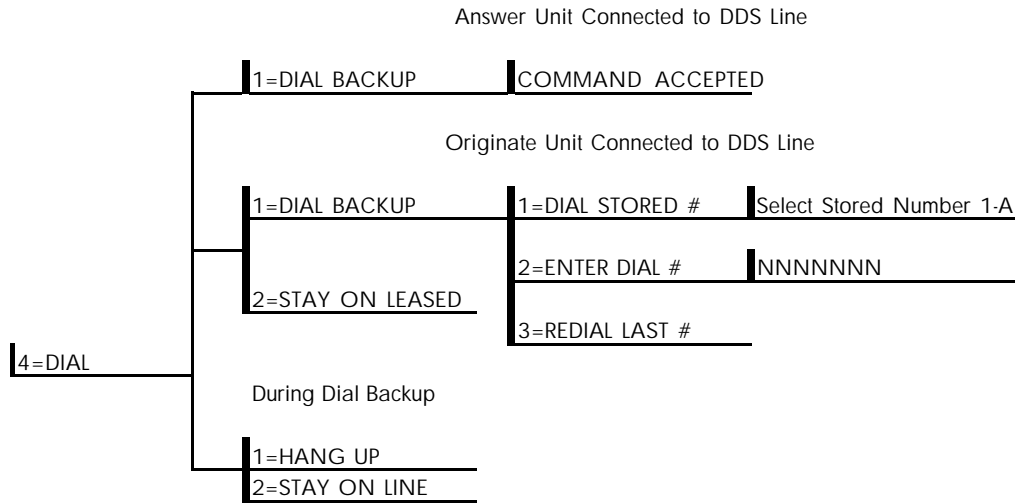 Answer Unit Connected to DDS Line
1=DIAL BACKUP
COMMAND ACCEPTED
Originate Unit Connected to DDS Line
1=DIAL BACKUP
1=DIAL STORED #
Select Stored Number 1-A
2=ENTER DIAL #
NNNNNNN
2=STAY ON LEASED
3=REDIAL LAST #
4=DIAL
During Dial Backup
1=HANG UP
2=STAY ON LINE